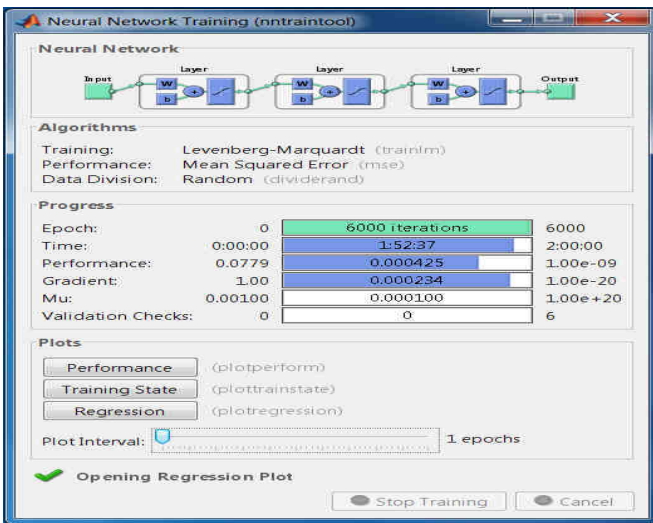 Neural Network Training (nntraintool)
Neural Network
Layer Layer Layer
Input W b + W b + W b + Output
Algorithms
Training: Levenberg-Marquardt (trainlm)
Performance: Mean Squared Error (mse)
Data Division: Random (dividerand)
Progress
Epoch: 0 6000 iterations 6000
Time: 0:00:00 1:52:37 2:00:00
Performance: 0.0779 0.000425 1.00e-09
Gradient: 1.00 0.000234 1.00e-20
Mu: 0.00100 0.000100 1.00e+20
Validation Checks: 0 0 6
Plots
Performance (plotperform)
Training State (plottrainstate)
Regression (plotregression)
Plot Interval: 1 epochs
Opening Regression Plot
Stop Training Cancel